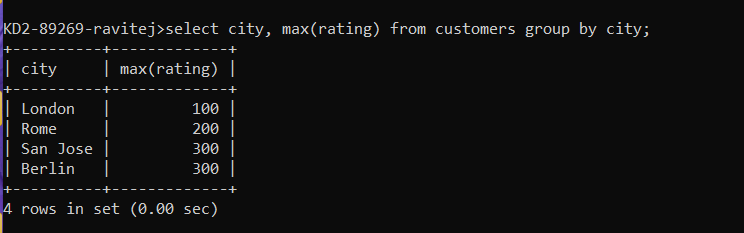 KD2-89269-ravitej>select city, max(rating) from customers group by city;
+----------+-------------+
| city     | max(rating) |
+----------+-------------+
| London   |         100 |
| Rome     |         200 |
| San Jose |         300 |
| Berlin   |         300 |
+----------+-------------+
4 rows in set (0.00 sec)